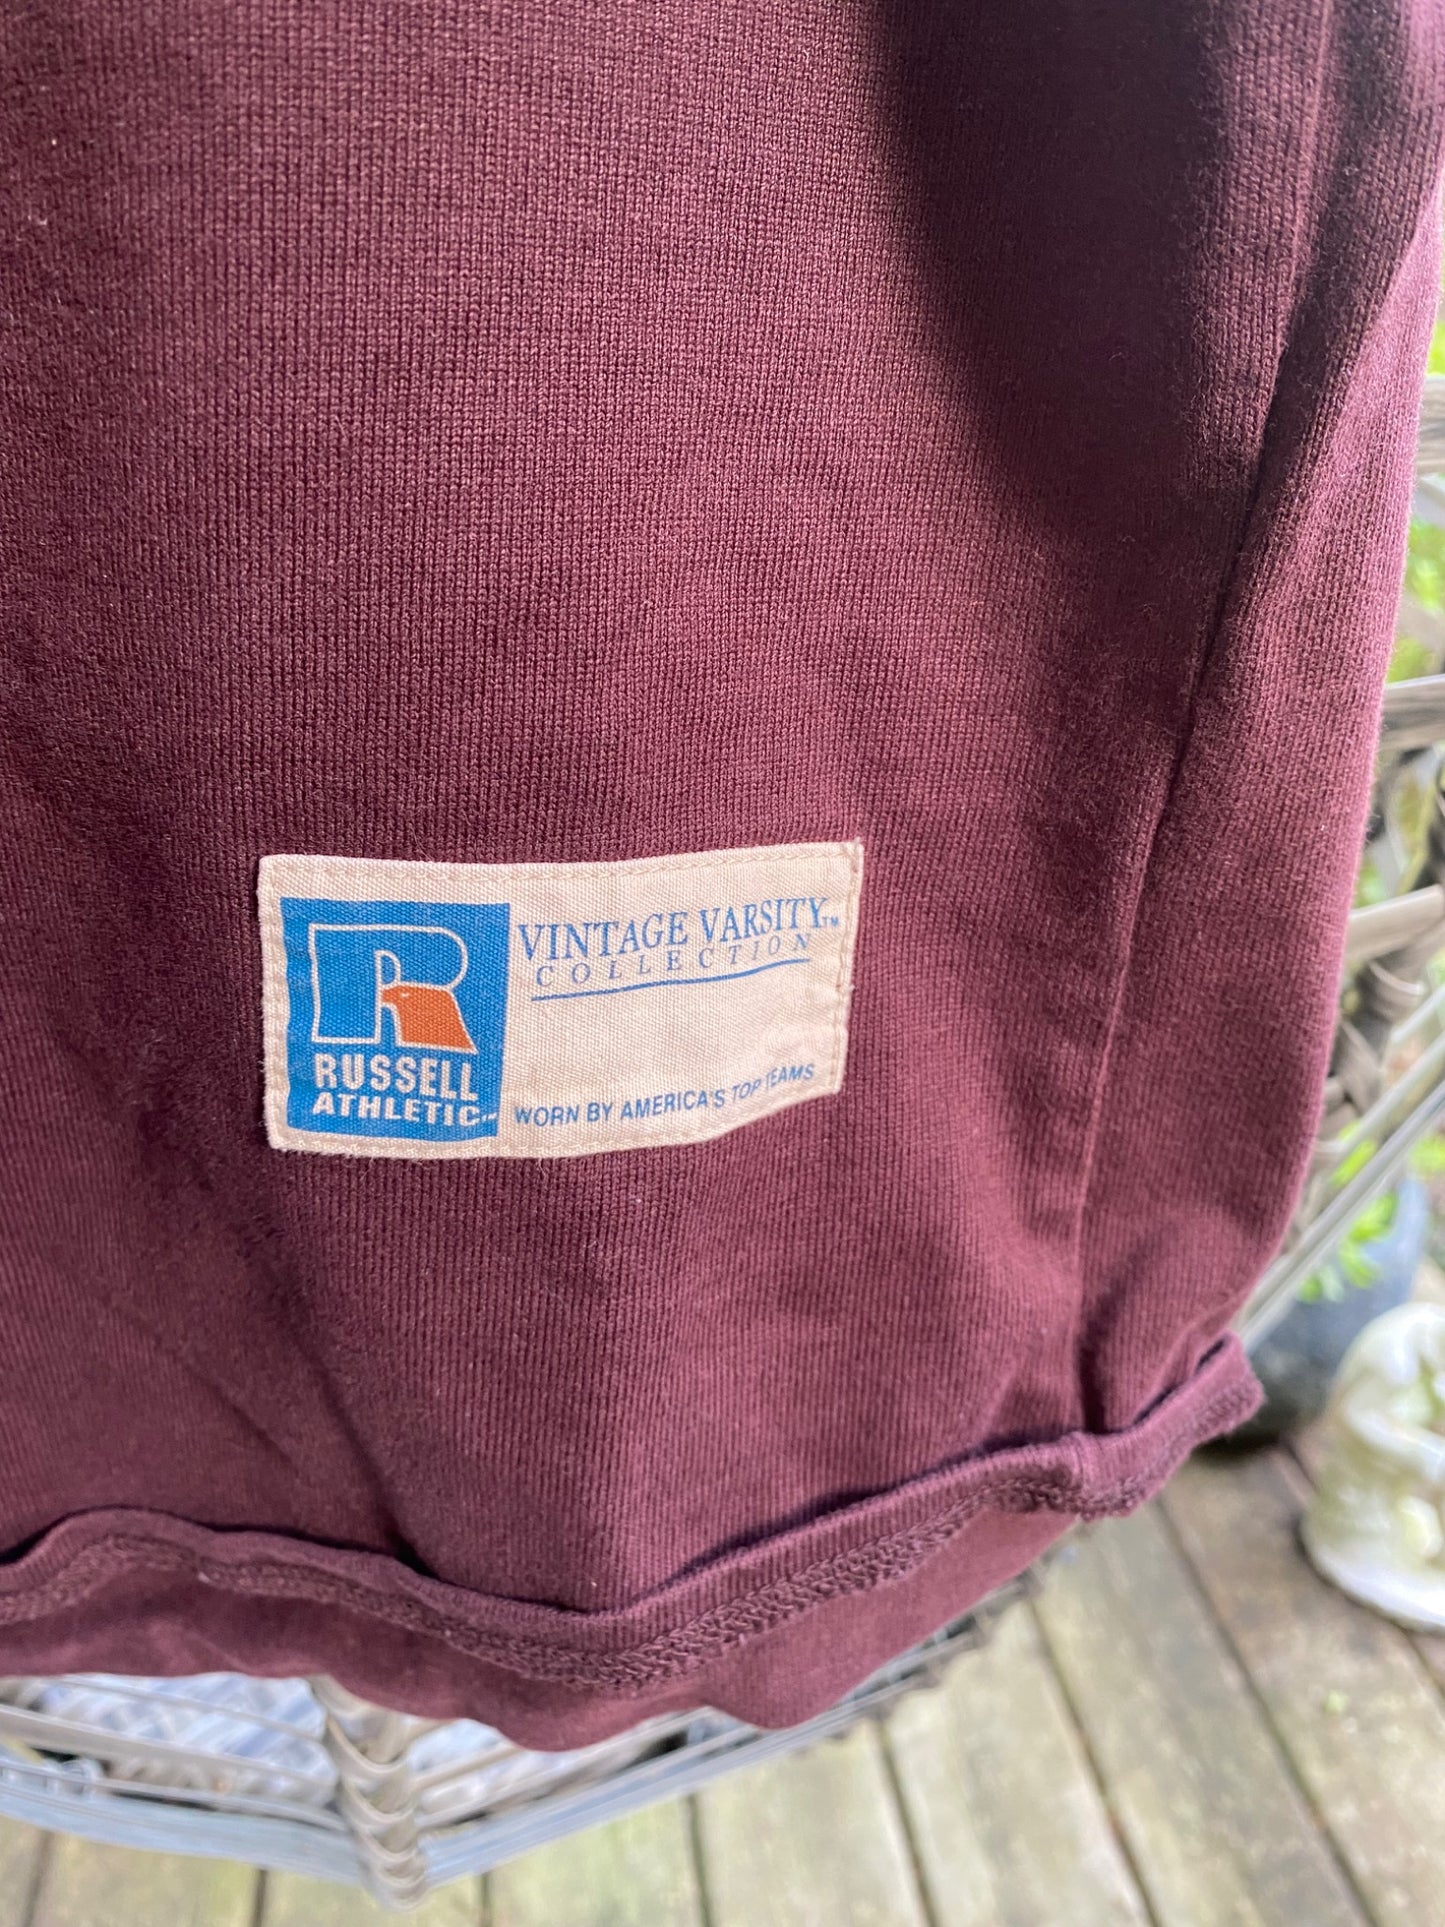 R
RUSSELL
ATHLETIC™
VINTAGE VARSITY™
COLLECTION
WORN BY AMERICA'S TOP TEAMS